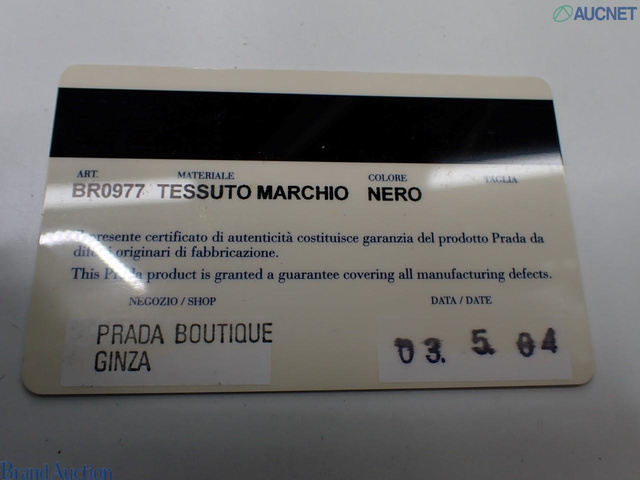 AUCNET
ART. MATERIALE COLORE TAGLIA
BR0977 TESSUTO MARCHIO NERO
presente certificato di autenticità costituisce garanzia del prodotto Prada da
originari di fabbricazione.
This Prada product is granted a guarantee covering all manufacturing defects.
NEGOZIO / SHOP DATA / DATE
PRADA BOUTIQUE
GINZA
03. 5. 04
Brand Auction